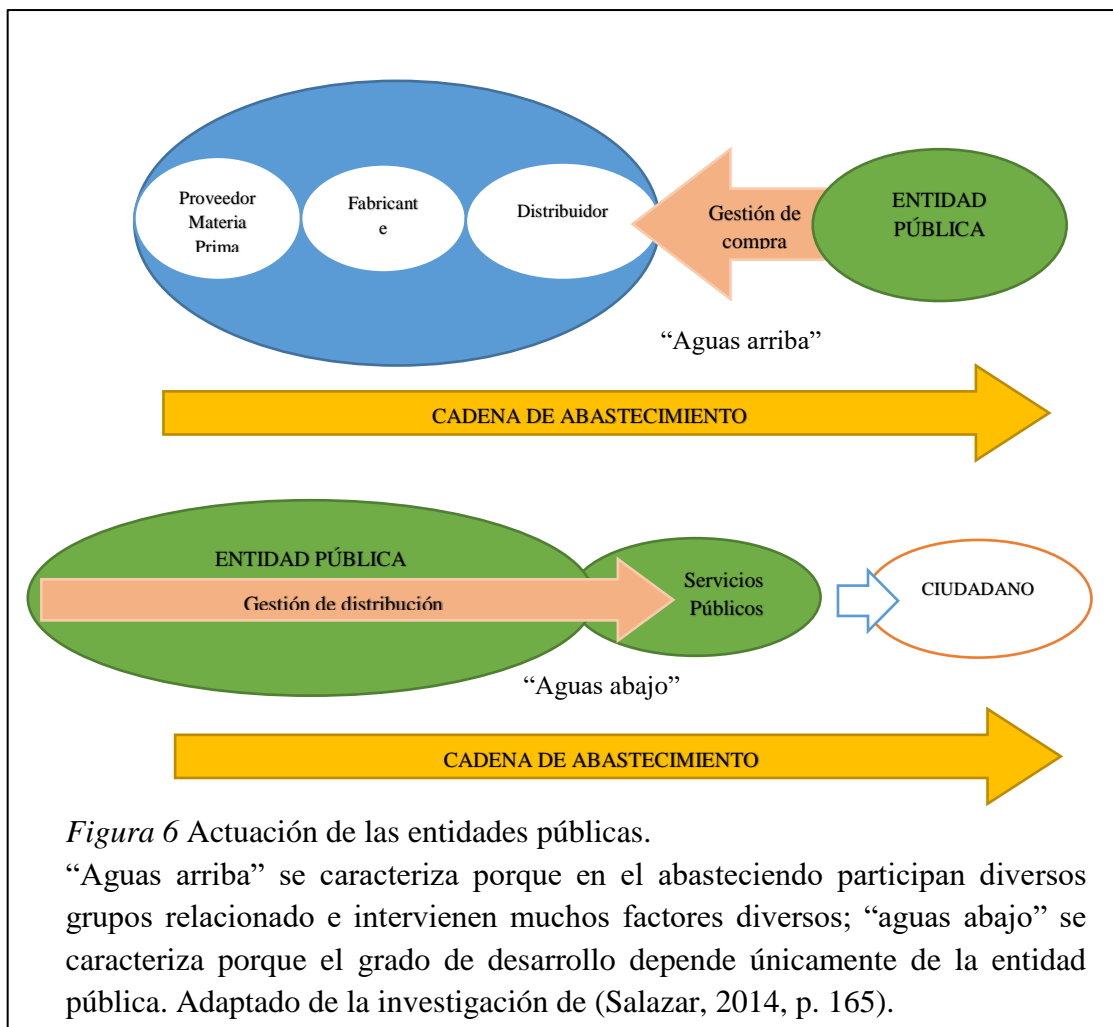 Proveedor
Materia
Prima
Fabricant
e
Distribuidor
Gestión de
compra
ENTIDAD
PÚBLICA
“Aguas arriba”
CADENA DE ABASTECIMIENTO
ENTIDAD PÚBLICA
Gestión de distribución
Servicios
Públicos
CIUDADANO
“Aguas abajo”
CADENA DE ABASTECIMIENTO
Figura 6 Actuación de las entidades públicas.
“Aguas arriba” se caracteriza porque en el abasteciendo participan diversos
grupos relacionado e intervienen muchos factores diversos; “aguas abajo” se
caracteriza porque el grado de desarrollo depende únicamente de la entidad
pública. Adaptado de la investigación de (Salazar, 2014, p. 165).